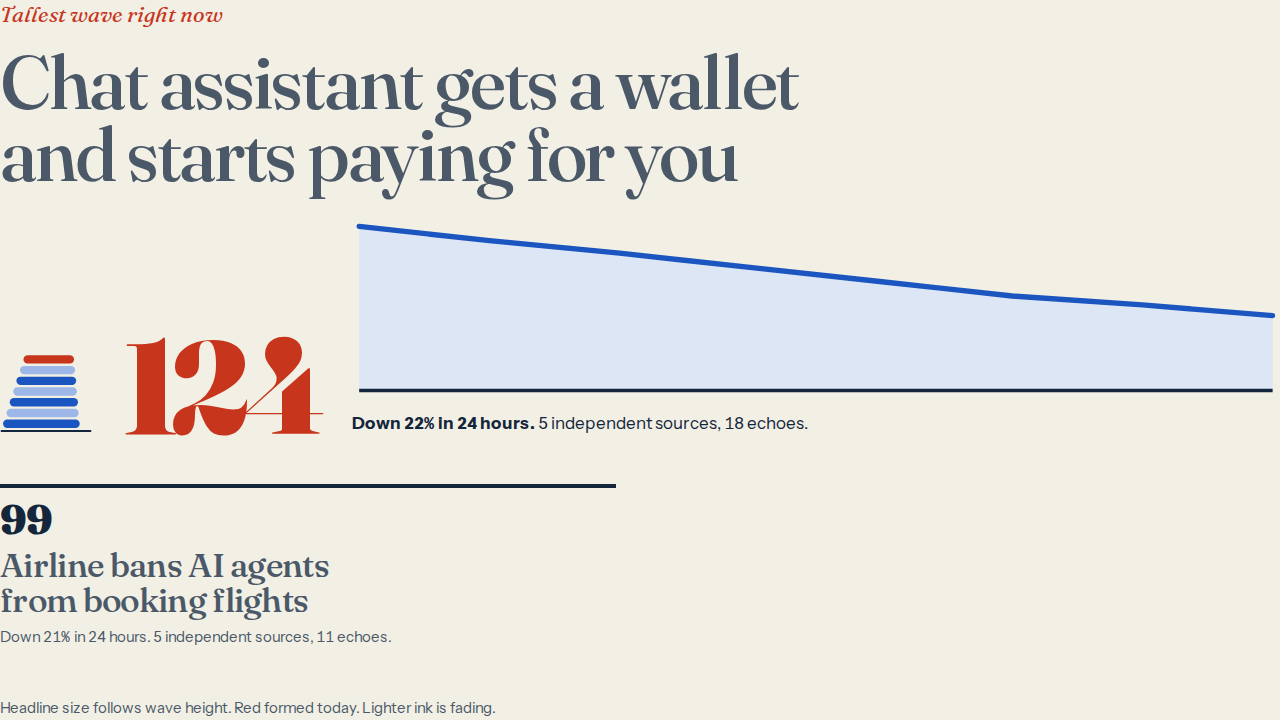 Tallest wave right now
Chat assistant gets a wallet
and starts paying for you
124
Down 22% in 24 hours. 5 independent sources, 18 echoes.
99
Airline bans AI agents
from booking flights
Down 21% in 24 hours. 5 independent sources, 11 echoes.
Headline size follows wave height. Red formed today. Lighter ink is fading.